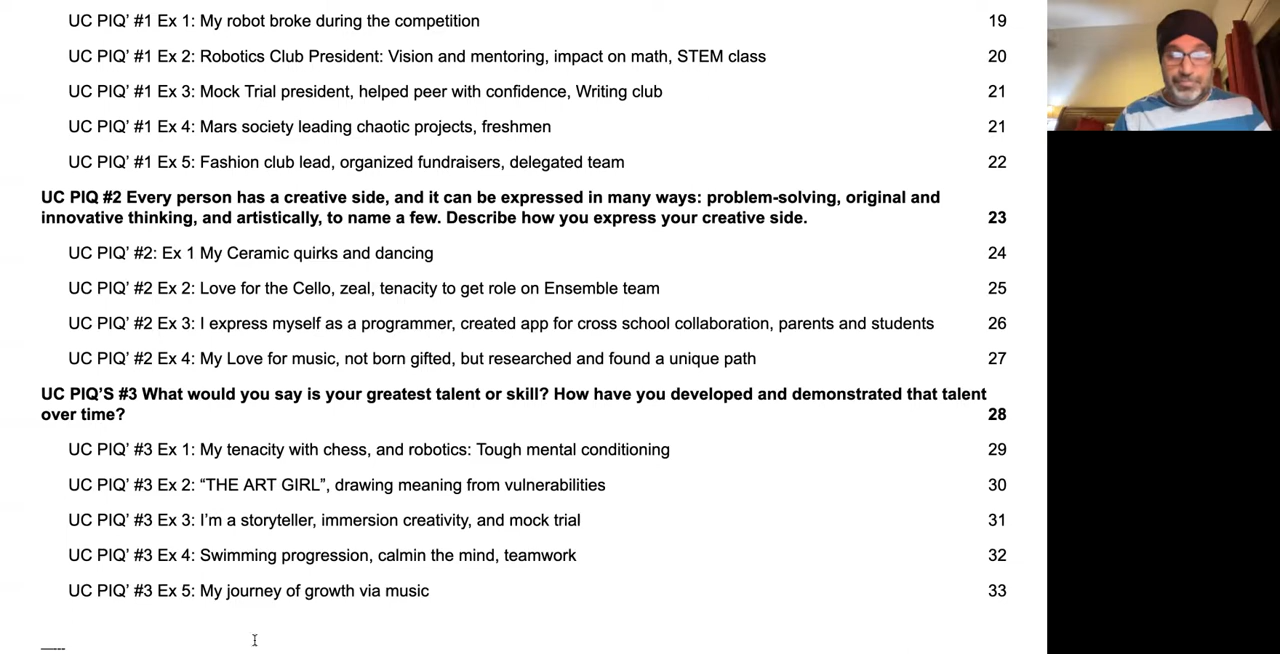 UC PIQ' #1 Ex 1: My robot broke during the competition 19
UC PIQ' #1 Ex 2: Robotics Club President: Vision and mentoring, impact on math, STEM class 20
UC PIQ' #1 Ex 3: Mock Trial president, helped peer with confidence, Writing club 21
UC PIQ' #1 Ex 4: Mars society leading chaotic projects, freshmen 21
UC PIQ' #1 Ex 5: Fashion club lead, organized fundraisers, delegated team 22
UC PIQ #2 Every person has a creative side, and it can be expressed in many ways: problem-solving, original and
innovative thinking, and artistically, to name a few. Describe how you express your creative side. 23
UC PIQ' #2: Ex 1 My Ceramic quirks and dancing 24
UC PIQ' #2 Ex 2: Love for the Cello, zeal, tenacity to get role on Ensemble team 25
UC PIQ' #2 Ex 3: I express myself as a programmer, created app for cross school collaboration, parents and students 26
UC PIQ' #2 Ex 4: My Love for music, not born gifted, but researched and found a unique path 27
UC PIQ'S #3 What would you say is your greatest talent or skill? How have you developed and demonstrated that talent
over time? 28
UC PIQ' #3 Ex 1: My tenacity with chess, and robotics: Tough mental conditioning 29
UC PIQ' #3 Ex 2: “THE ART GIRL”, drawing meaning from vulnerabilities 30
UC PIQ' #3 Ex 3: I'm a storyteller, immersion creativity, and mock trial 31
UC PIQ' #3 Ex 4: Swimming progression, calmin the mind, teamwork 32
UC PIQ' #3 Ex 5: My journey of growth via music 33